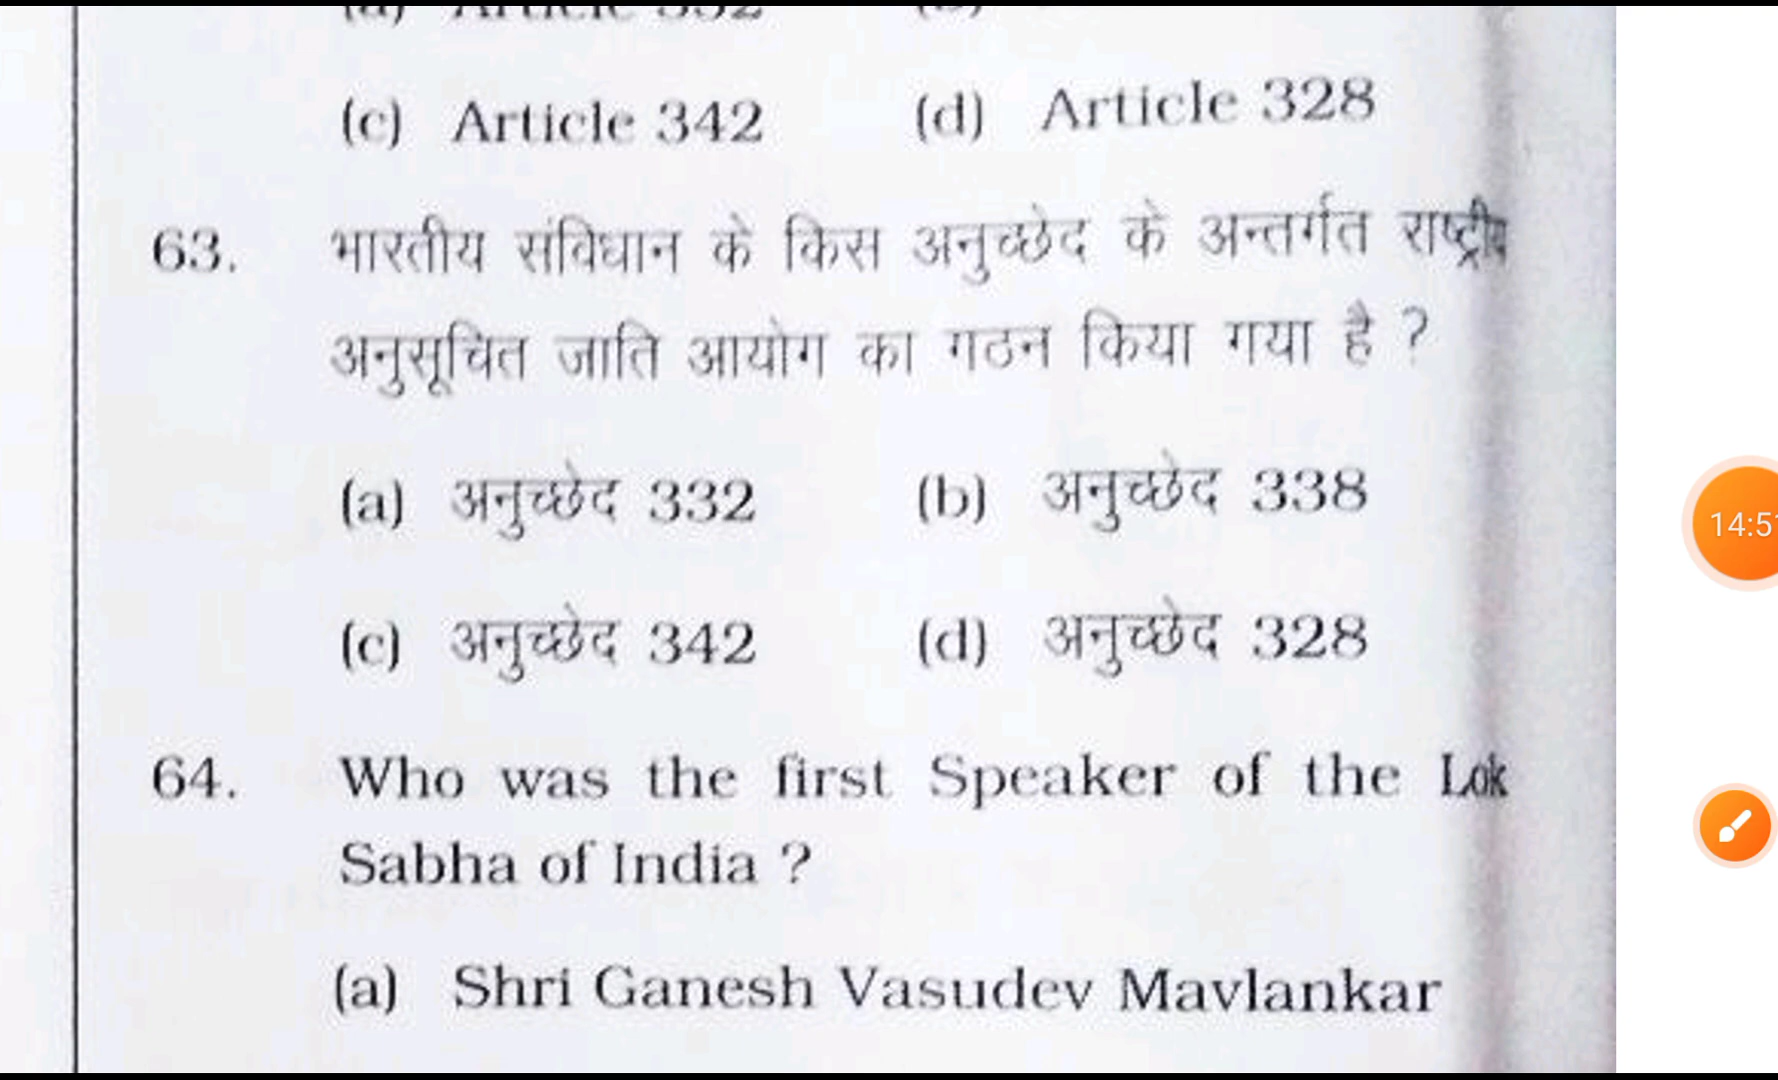 (c) Article 342 (d) Article 328
63. भारतीय संविधान के किस अनुच्छेद के अन्तर्गत राष्ट्रीय
अनुसूचित जाति आयोग का गठन किया गया है ?
(a) अनुच्छेद 332 (b) अनुच्छेद 338
(c) अनुच्छेद 342 (d) अनुच्छेद 328
14:5
64. Who was the first Speaker of the Lok
Sabha of India ?
(a) Shri Ganesh Vasudev Mavlankar